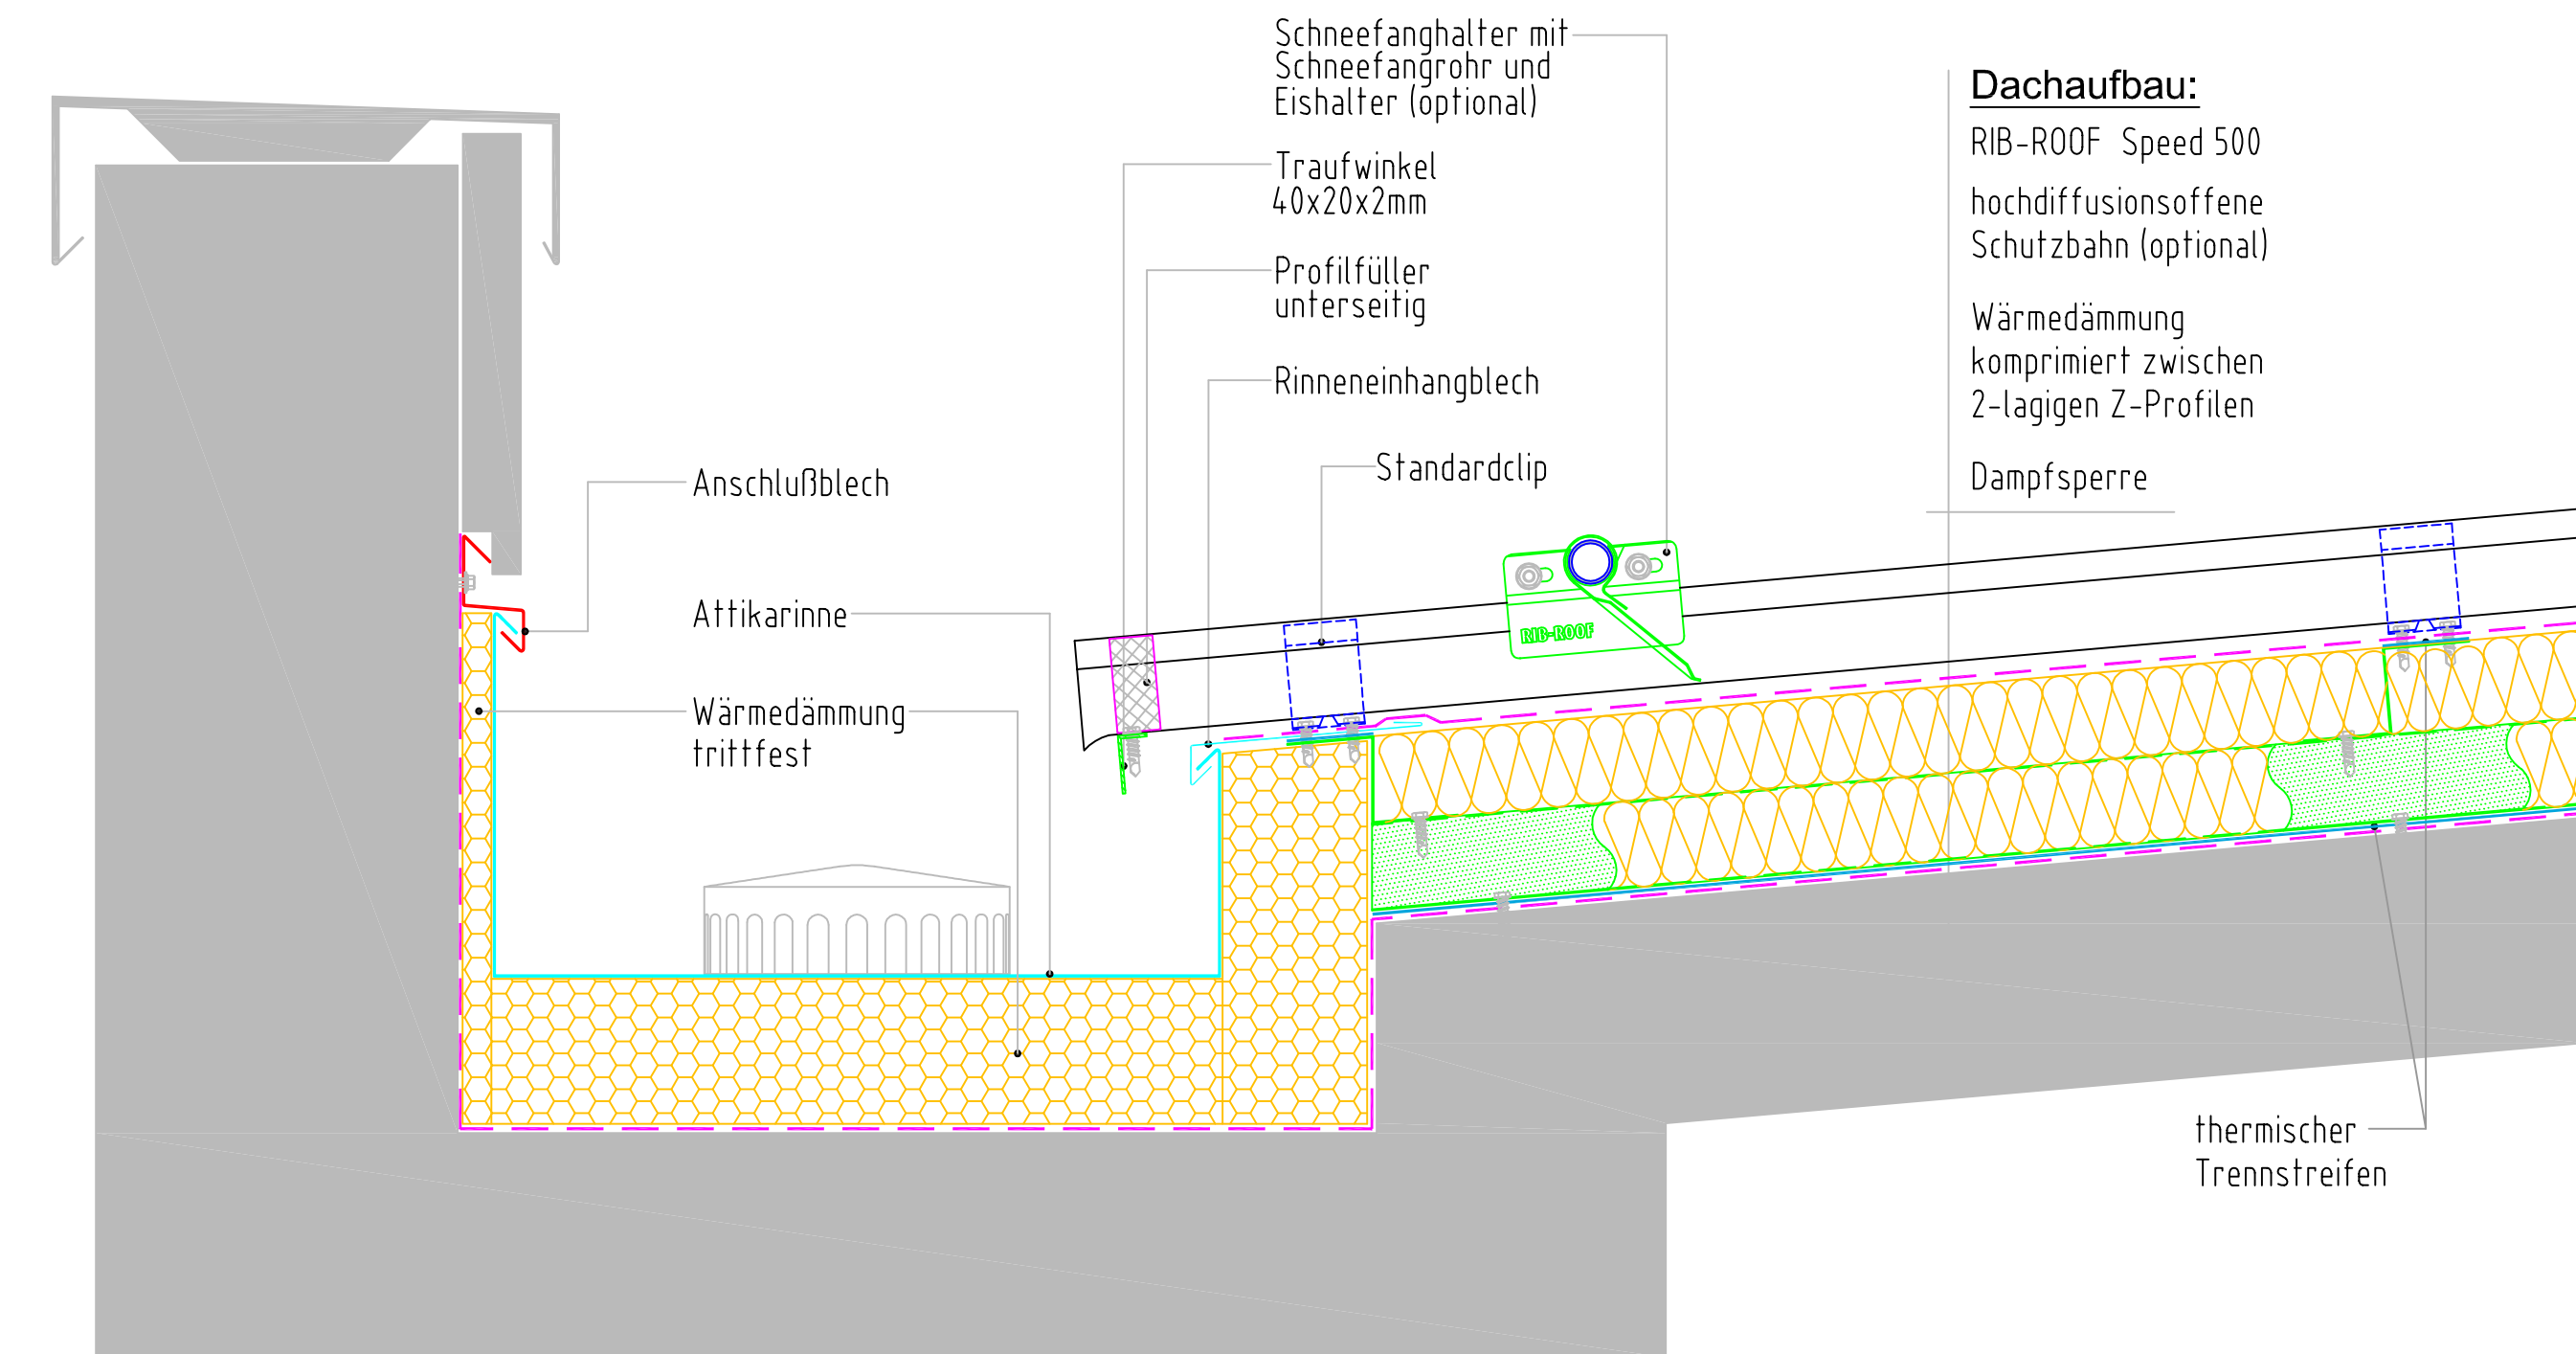 Schneefanghalter mit
Schneefangrohr und
Eishalter (optional)
Traufwinkel
40x20x2mm
Profilfüller
unterseitig
Rinneneinhangblech
Standardclip
Dachaufbau:
RIB-ROOF Speed 500
hochdiffusionsoffene
Schutzbahn (optional)
Wärmedämmung
komprimiert zwischen
2-lagigen Z-Profilen
Dampfsperre
Anschlußblech
Attikarinne
Wärmedämmung
trittfest
RIB-ROOF
thermischer
Trennstreifen